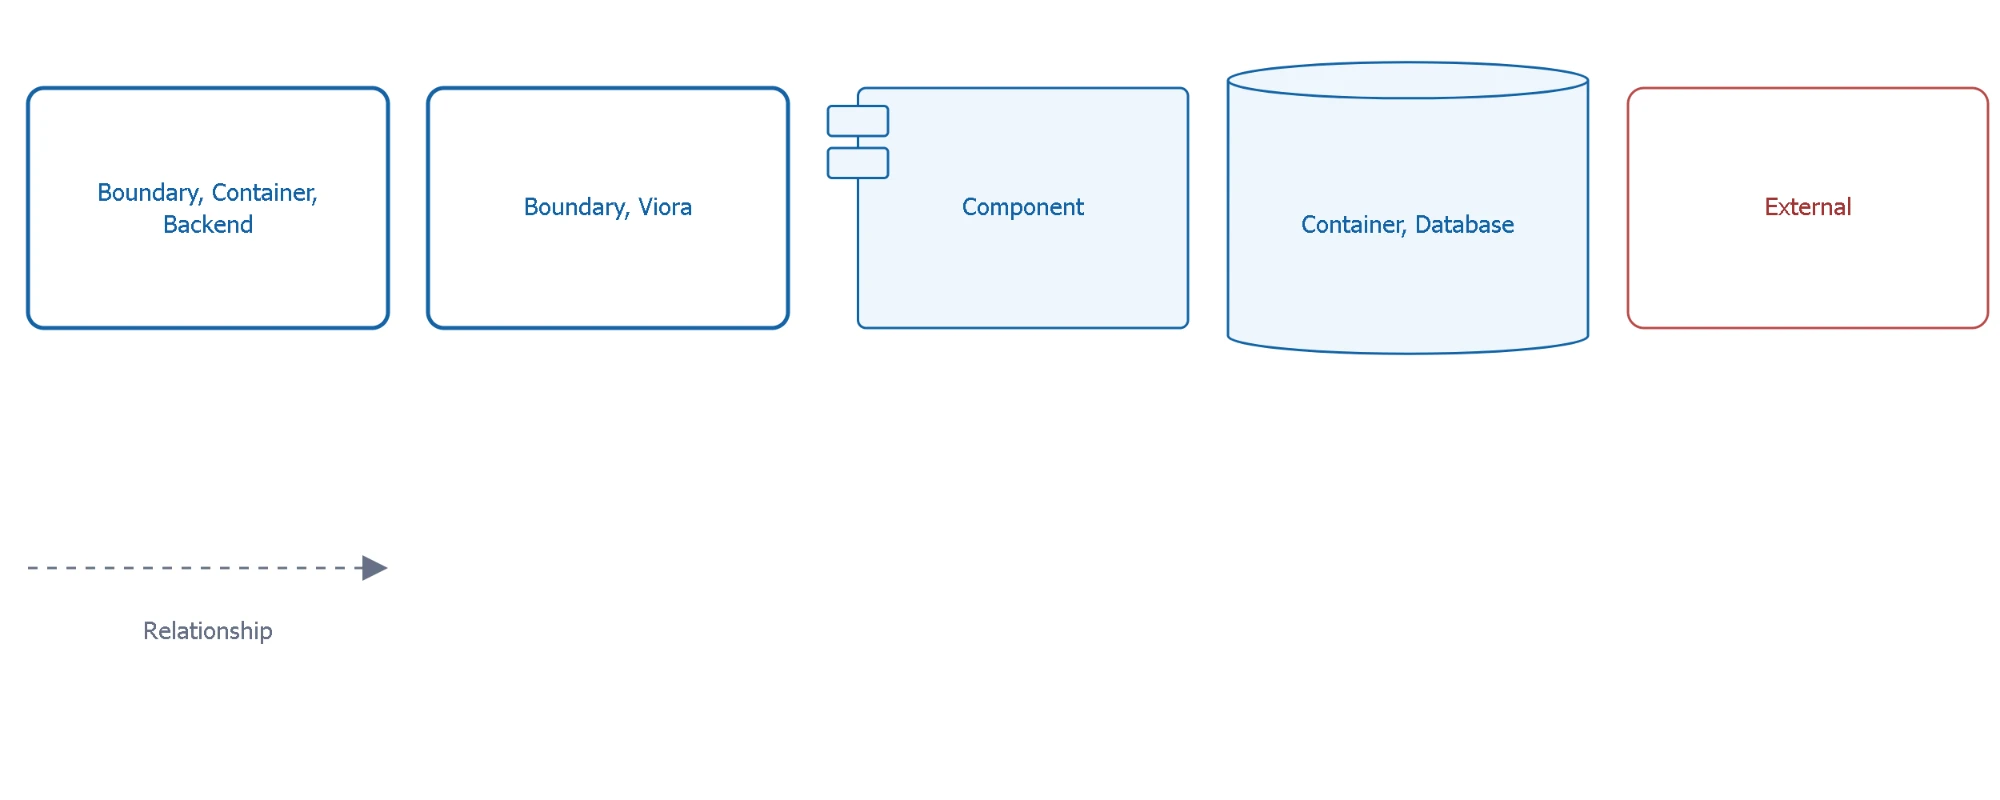 Boundary, Container,
Backend
Boundary, Viora
Component
Container, Database
External
Relationship